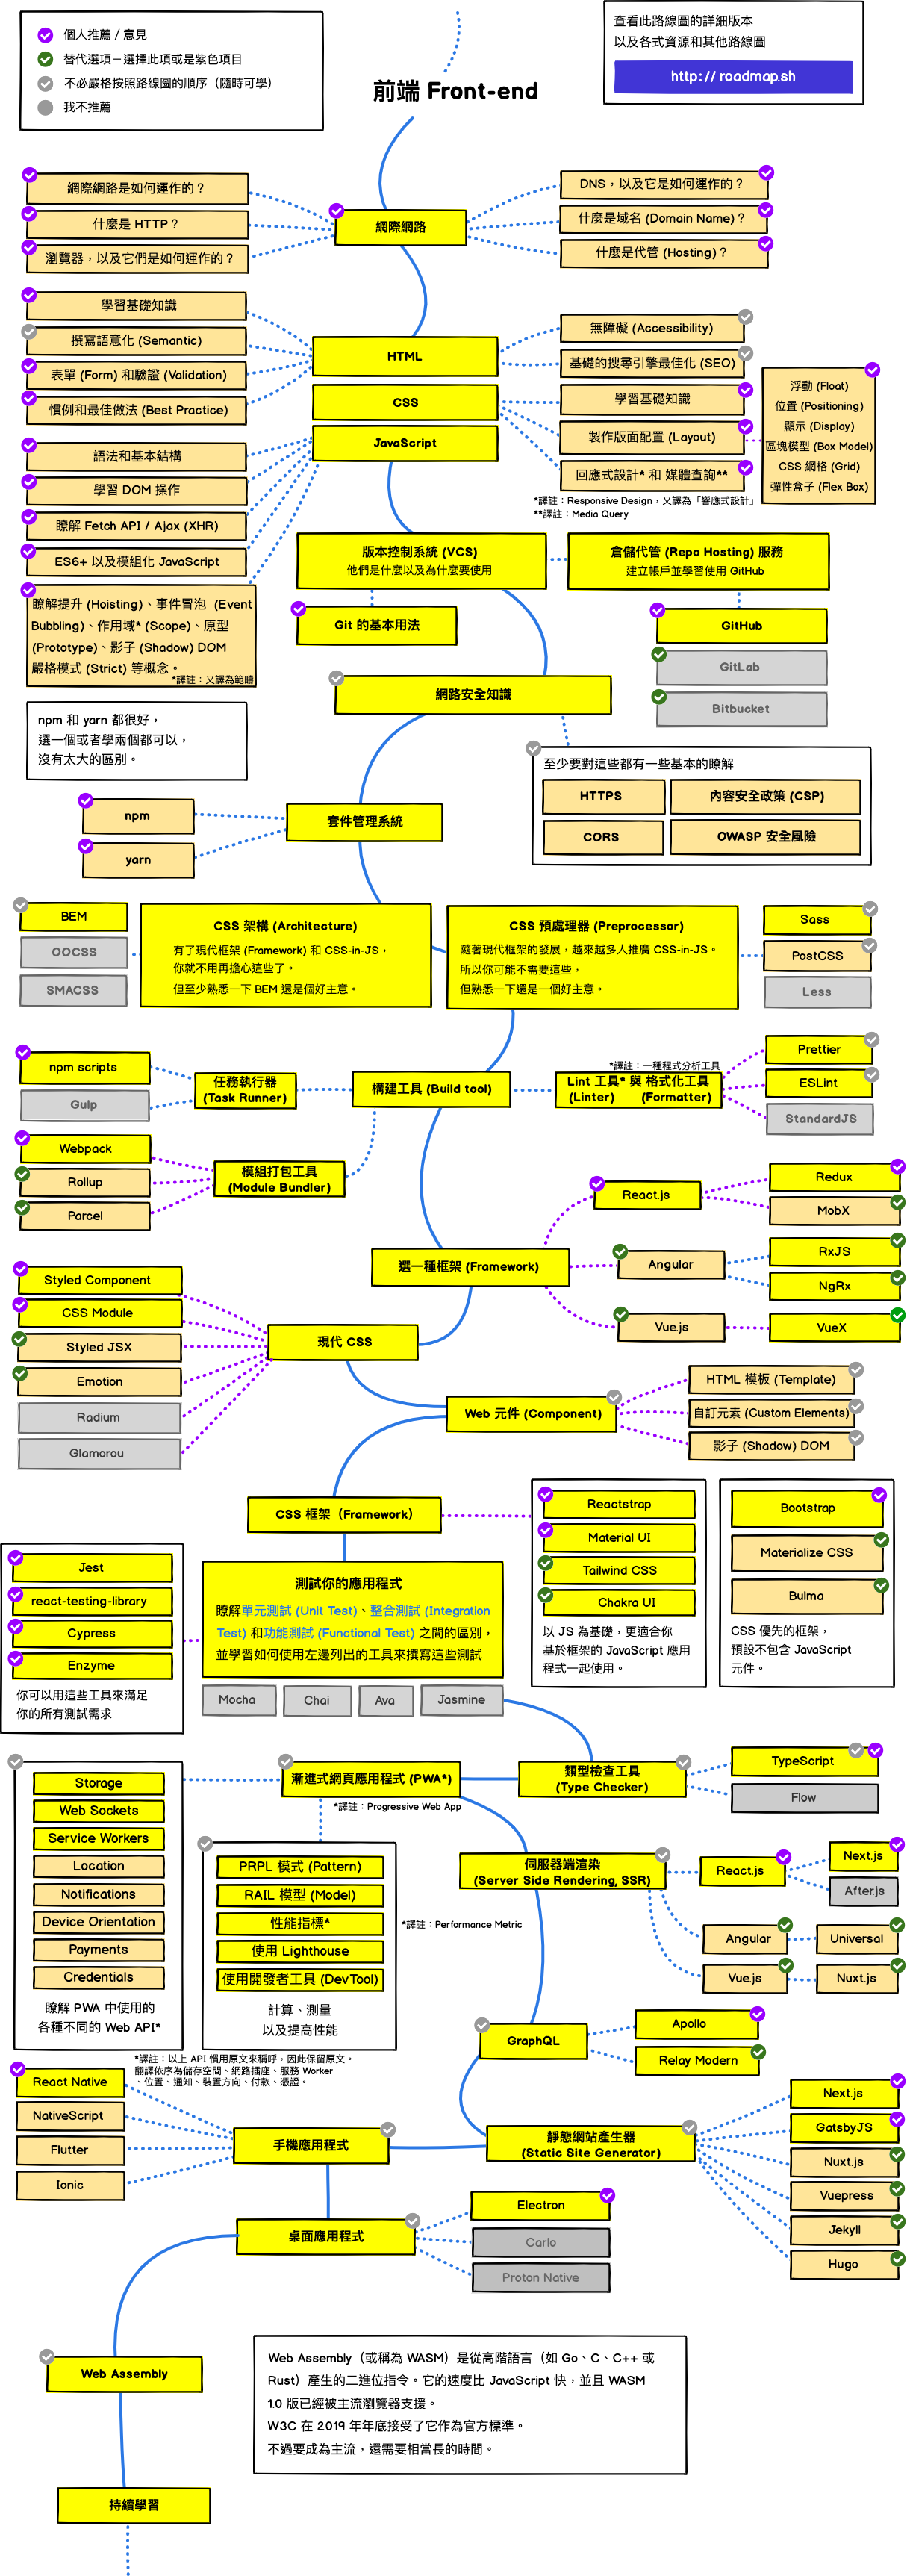 個人推薦 / 意見
替代選項－選擇此項或是紫色項目
不必嚴格按照路線圖的順序（隨時可學）
我不推薦
查看此路線圖的詳細版本
以及各式資源和其他路線圖
http://roadmap.sh
前端 Front-end
網際網路是如何運作的？
什麼是 HTTP？
瀏覽器，以及它們是如何運作的？
網際網路
DNS，以及它是如何運作的？
什麼是域名 (Domain Name)？
什麼是代管 (Hosting)？
學習基礎知識
撰寫語意化 (Semantic)
表單 (Form) 和驗證 (Validation)
慣例和最佳做法 (Best Practice)
HTML
CSS
JavaScript
無障礙 (Accessibility)
基礎的搜尋引擎最佳化 (SEO)
學習基礎知識
製作版面配置 (Layout)
回應式設計* 和 媒體查詢**
*譯註：Responsive Design，又譯為「響應式設計」
**譯註：Media Query
浮動 (Float)
位置 (Positioning)
顯示 (Display)
區塊模型 (Box Model)
CSS 網格 (Grid)
彈性盒子 (Flex Box)
語法和基本結構
學習 DOM 操作
瞭解 Fetch API / Ajax (XHR)
ES6+ 以及模組化 JavaScript
瞭解提升 (Hoisting)、事件冒泡 (Event
Bubbling)、作用域* (Scope)、原型
(Prototype)、影子 (Shadow) DOM
嚴格模式 (Strict) 等概念。
*譯註：又譯為範疇
版本控制系統 (VCS)
他們是什麼以及為什麼要使用
倉儲代管 (Repo Hosting) 服務
建立帳戶並學習使用 GitHub
Git 的基本用法
GitHub
GitLab
Bitbucket
網路安全知識
npm 和 yarn 都很好，
選一個或者學兩個都可以，
沒有太大的區別。
至少要對這些都有一些基本的瞭解
HTTPS
內容安全政策 (CSP)
CORS
OWASP 安全風險
npm
yarn
套件管理系統
BEM
OOCSS
SMACSS
CSS 架構 (Architecture)
有了現代框架 (Framework) 和 CSS-in-JS，
你就不用再擔心這些了。
但至少熟悉一下 BEM 還是個好主意。
CSS 預處理器 (Preprocessor)
隨著現代框架的發展，越來越多人推廣 CSS-in-JS。
所以你可能不需要這些，
但熟悉一下還是一個好主意。
Sass
PostCSS
Less
npm scripts
Gulp
任務執行器
(Task Runner)
構建工具 (Build tool)
*譯註：一種程式分析工具
Lint 工具* 與 格式化工具
(Linter) (Formatter)
Prettier
ESLint
StandardJS
Webpack
Rollup
Parcel
模組打包工具
(Module Bundler)
React.js
Redux
MobX
選一種框架 (Framework)
Angular
RxJS
NgRx
Vue.js
VueX
Styled Component
CSS Module
Styled JSX
Emotion
Radium
Glamorou
現代 CSS
Web 元件 (Component)
HTML 模板 (Template)
自訂元素 (Custom Elements)
影子 (Shadow) DOM
CSS 框架（Framework）
Reactstrap
Material UI
Tailwind CSS
Chakra UI
以 JS 為基礎，更適合你
基於框架的 JavaScript 應用
程式一起使用。
Bootstrap
Materialize CSS
Bulma
CSS 優先的框架，
預設不包含 JavaScript
元件。
Jest
react-testing-library
Cypress
Enzyme
你可以用這些工具來滿足
你的所有測試需求
測試你的應用程式
瞭解單元測試 (Unit Test)、整合測試 (Integration
Test) 和功能測試 (Functional Test) 之間的區別，
並學習如何使用左邊列出的工具來撰寫這些測試
Mocha
Chai
Ava
Jasmine
漸進式網頁應用程式 (PWA*)
*譯註：Progressive Web App
類型檢查工具
(Type Checker)
TypeScript
Flow
Storage
Web Sockets
Service Workers
Location
Notifications
Device Orientation
Payments
Credentials
瞭解 PWA 中使用的
各種不同的 Web API*
*譯註：以上 API 慣用原文來稱呼，因此保留原文。
翻譯依序為儲存空間、網路插座、服務 Worker
、位置、通知、裝置方向、付款、憑證。
PRPL 模式 (Pattern)
RAIL 模型 (Model)
性能指標*
使用 Lighthouse
使用開發者工具 (DevTool)
計算、測量
以及提高性能
*譯註：Performance Metric
伺服器端渲染
(Server Side Rendering, SSR)
React.js
Next.js
After.js
Angular
Universal
Vue.js
Nuxt.js
GraphQL
Apollo
Relay Modern
React Native
NativeScript
Flutter
Ionic
手機應用程式
靜態網站產生器
(Static Site Generator)
Next.js
GatsbyJS
Nuxt.js
Vuepress
Jekyll
Hugo
桌面應用程式
Electron
Carlo
Proton Native
Web Assembly
Web Assembly（或稱為 WASM）是從高階語言（如 Go、C、C++ 或
Rust）產生的二進位指令。它的速度比 JavaScript 快，並且 WASM
1.0 版已經被主流瀏覽器支援。
W3C 在 2019 年年底接受了它作為官方標準。
不過要成為主流，還需要相當長的時間。
持續學習